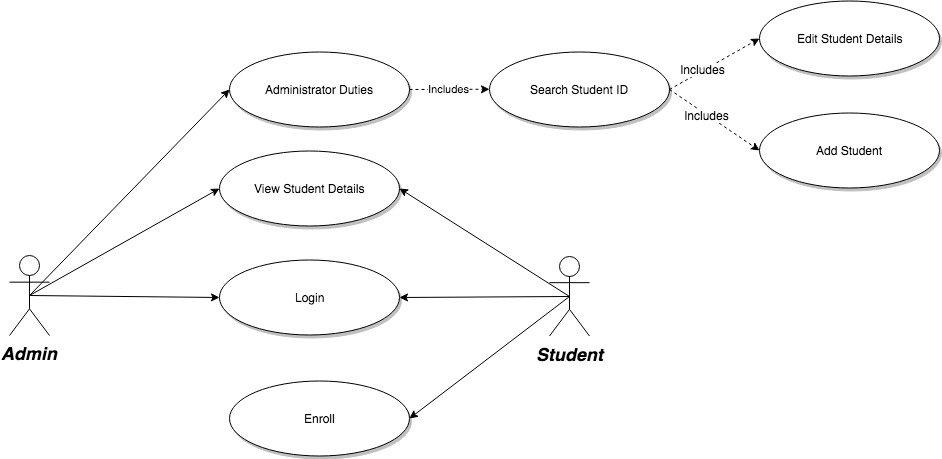 Edit Student Details
Includes
Administrator Duties
Includes
Search Student ID
Includes
Add Student
View Student Details
Login
Admin
Student
Enroll